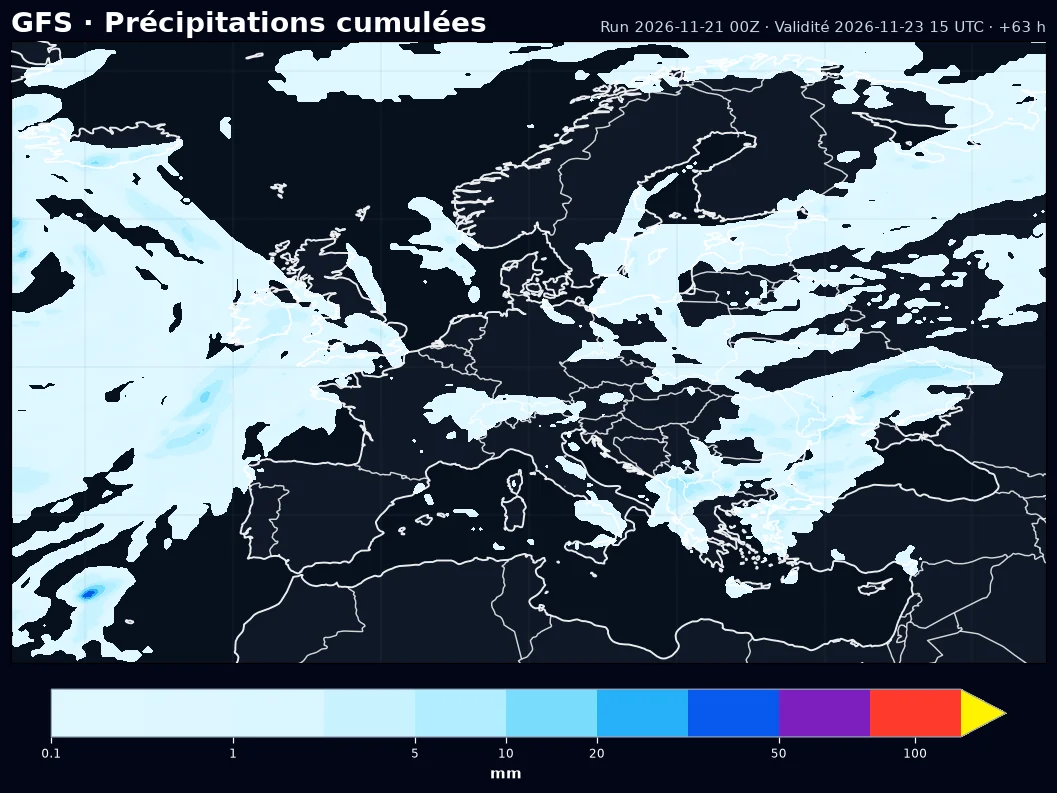 GFS · Précipitations cumulées
Run 2026-11-21 00Z · Validité 2026-11-23 15 UTC · +63 h
0.1 1 5 10 20 50 100
mm